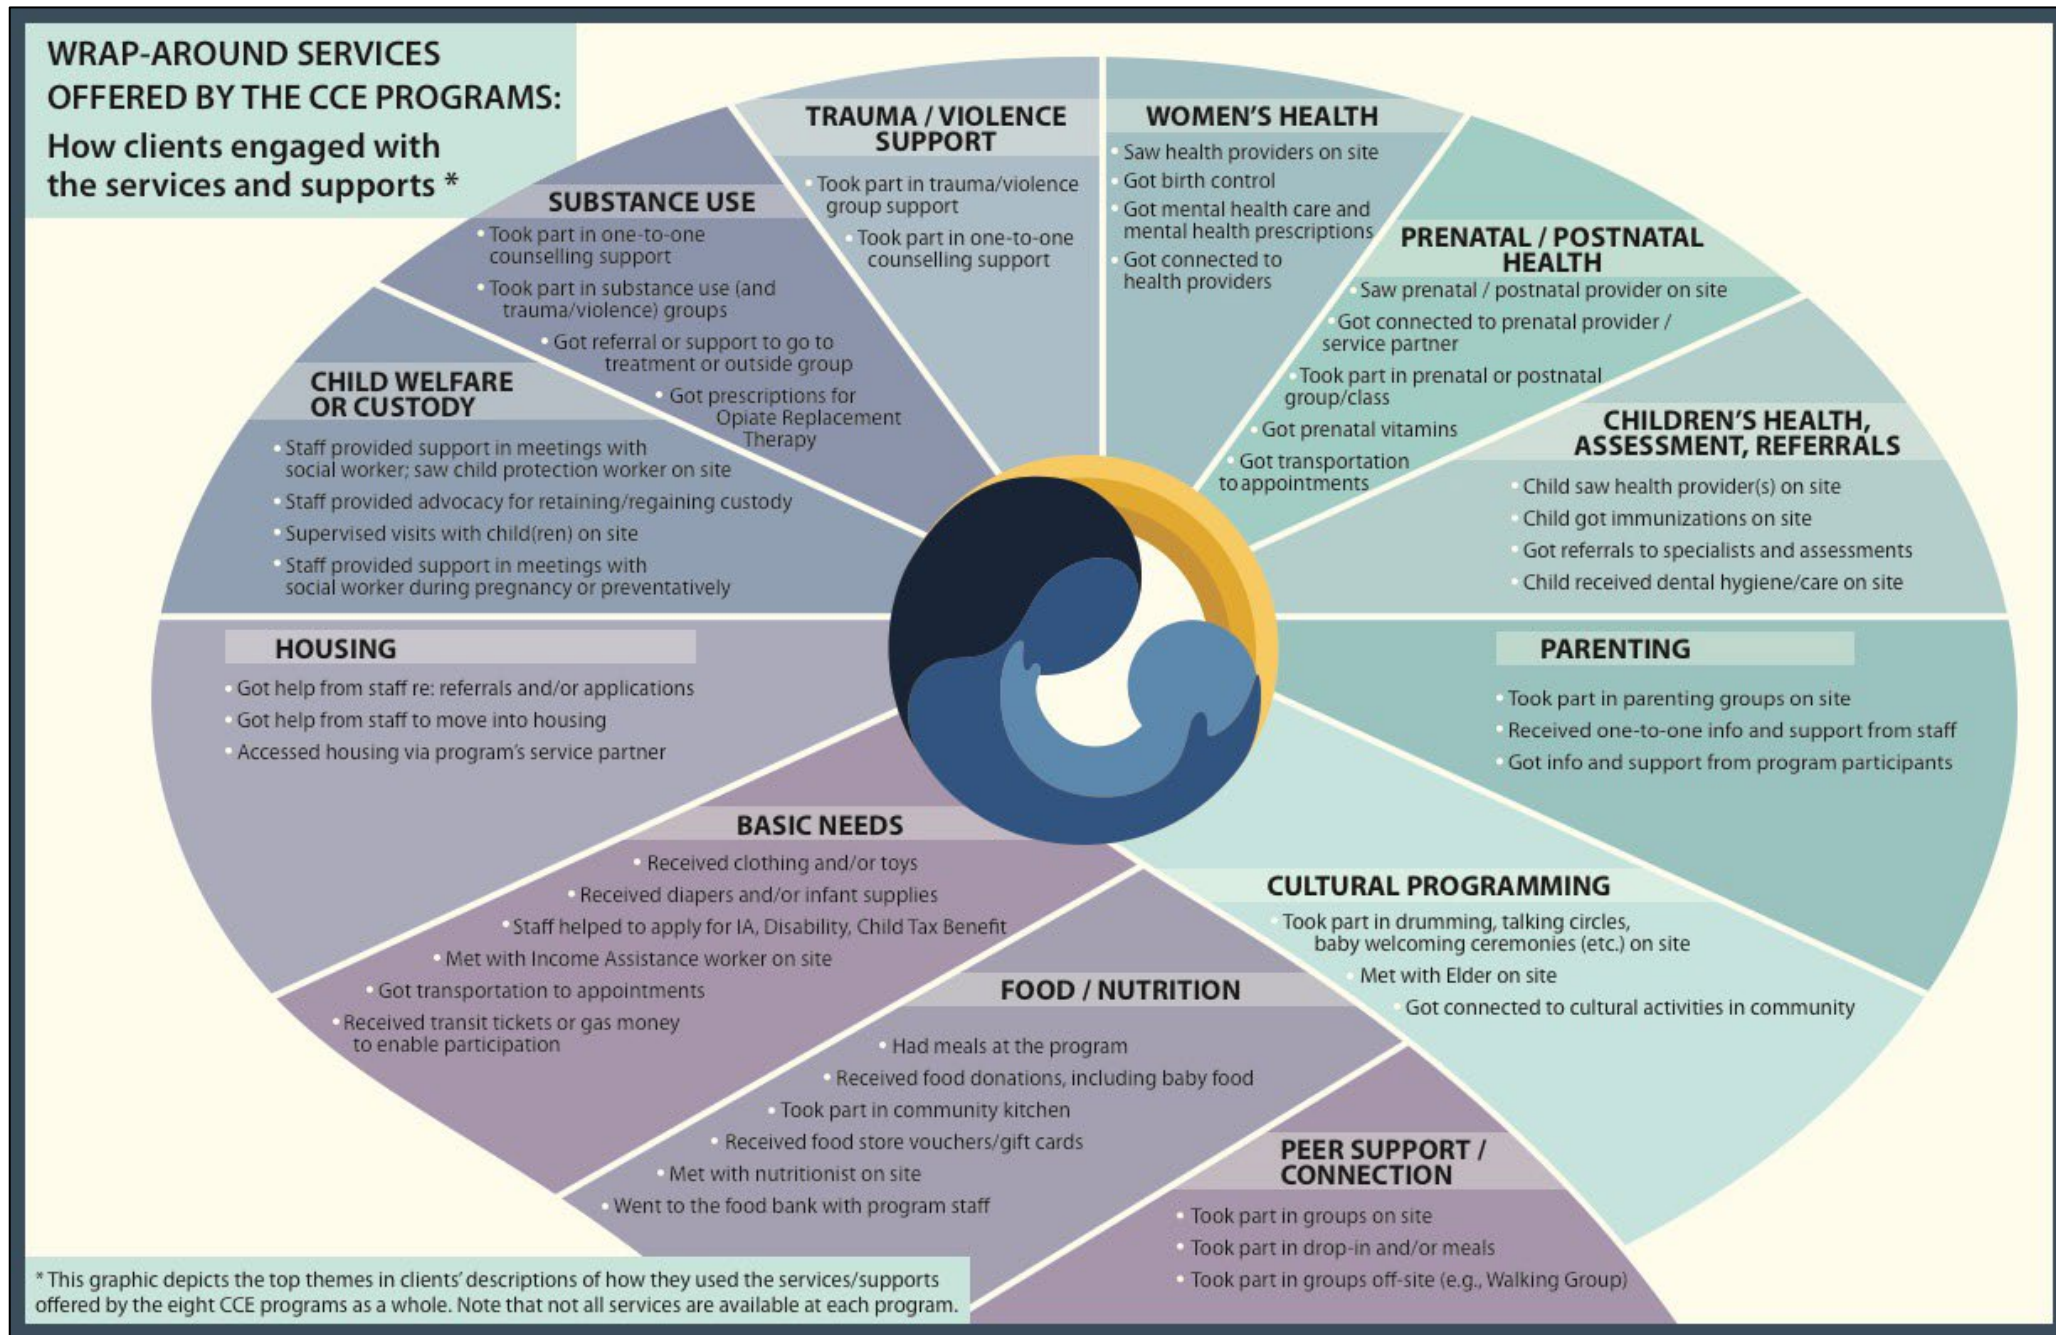 WRAP-AROUND SERVICES
OFFERED BY THE CCE PROGRAMS:
How clients engaged with
the services and supports *
TRAUMA / VIOLENCE
SUPPORT
• Took part in trauma/violence
group support
• Took part in one-to-one
counselling support
WOMEN'S HEALTH
• Saw health providers on site
• Got birth control
• Got mental health care and
mental health prescriptions
• Got connected to
health providers
PRENATAL / POSTNATAL
HEALTH
• Saw prenatal / postnatal provider on site
• Got connected to prenatal provider /
service partner
• Took part in prenatal or postnatal
group/class
• Got prenatal vitamins
• Got transportation
to appointments
CHILDREN'S HEALTH,
ASSESSMENT, REFERRALS
• Child saw health provider(s) on site
• Child got immunizations on site
• Got referrals to specialists and assessments
• Child received dental hygiene/care on site
PARENTING
• Took part in parenting groups on site
• Received one-to-one info and support from staff
• Got info and support from program participants
CULTURAL PROGRAMMING
• Took part in drumming, talking circles,
baby welcoming ceremonies (etc.) on site
• Met with Elder on site
• Got connected to cultural activities in community
PEER SUPPORT /
CONNECTION
• Took part in groups on site
• Took part in drop-in and/or meals
• Took part in groups off-site (e.g., Walking Group)
FOOD / NUTRITION
• Had meals at the program
• Received food donations, including baby food
• Took part in community kitchen
• Received food store vouchers/gift cards
• Met with nutritionist on site
• Went to the food bank with program staff
BASIC NEEDS
• Received clothing and/or toys
• Received diapers and/or infant supplies
• Staff helped to apply for IA, Disability, Child Tax Benefit
• Met with Income Assistance worker on site
• Got transportation to appointments
• Received transit tickets or gas money
to enable participation
HOUSING
• Got help from staff re: referrals and/or applications
• Got help from staff to move into housing
• Accessed housing via program's service partner
CHILD WELFARE
OR CUSTODY
• Staff provided support in meetings with
social worker; saw child protection worker on site
• Staff provided advocacy for retaining/regaining custody
• Supervised visits with child(ren) on site
• Staff provided support in meetings with
social worker during pregnancy or preventatively
SUBSTANCE USE
• Took part in one-to-one
counselling support
• Took part in substance use (and
trauma/violence) groups
• Got referral or support to go to
treatment or outside group
• Got prescriptions for
Opiate Replacement
Therapy
* This graphic depicts the top themes in clients' descriptions of how they used the services/supports
offered by the eight CCE programs as a whole. Note that not all services are available at each program.